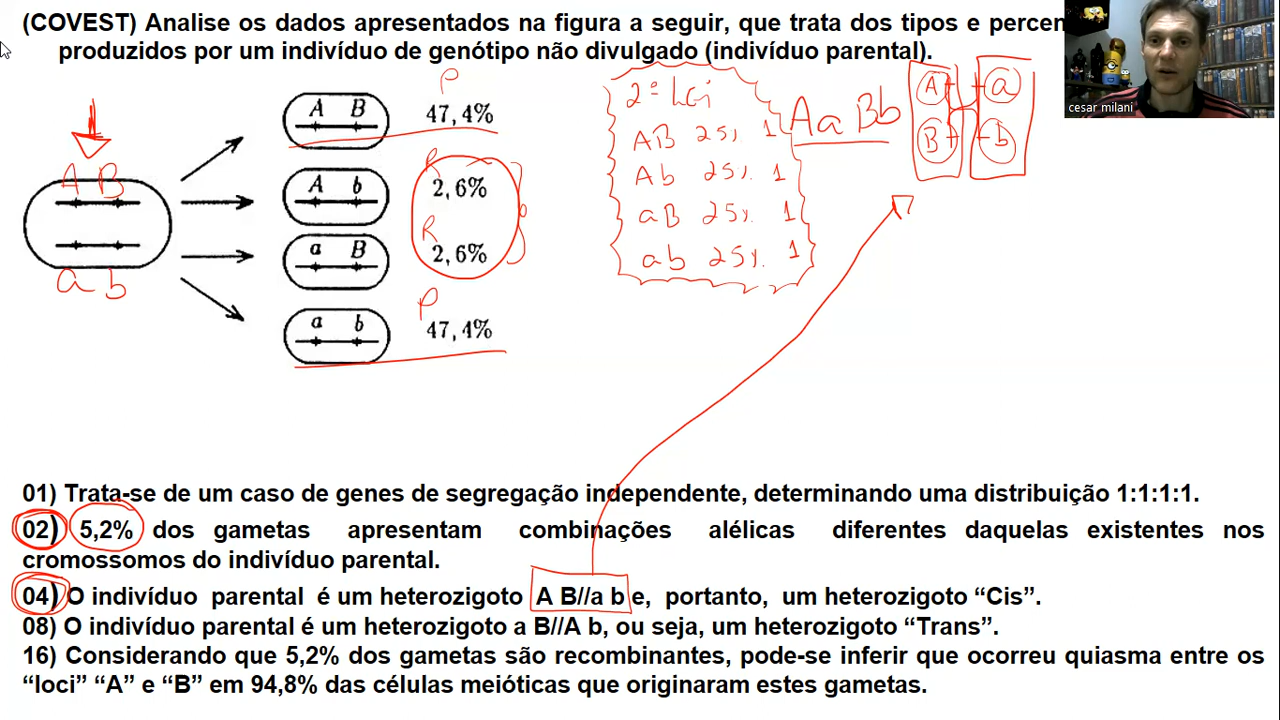 (COVEST) Analise os dados apresentados na figura a seguir, que trata dos tipos e percen
produzidos por um indivíduo de genótipo não divulgado (indivíduo parental).
cesar milani
A B 47,4% P
A b 2,6% R
a B 2,6% R
a b 47,4% P
A B
a b
2ª Lei
AB 25% 1
Ab 25% 1
aB 25% 1
ab 25% 1
Aa Bb
A a
B b
01) Trata-se de um caso de genes de segregação independente, determinando uma distribuição 1:1:1:1.
02) 5,2% dos gametas apresentam combinações alélicas diferentes daquelas existentes nos
cromossomos do indivíduo parental.
04) O indivíduo parental é um heterozigoto A B//a b e, portanto, um heterozigoto “Cis”.
08) O indivíduo parental é um heterozigoto a B//A b, ou seja, um heterozigoto “Trans”.
16) Considerando que 5,2% dos gametas são recombinantes, pode-se inferir que ocorreu quiasma entre os
“loci” “A” e “B” em 94,8% das células meióticas que originaram estes gametas.